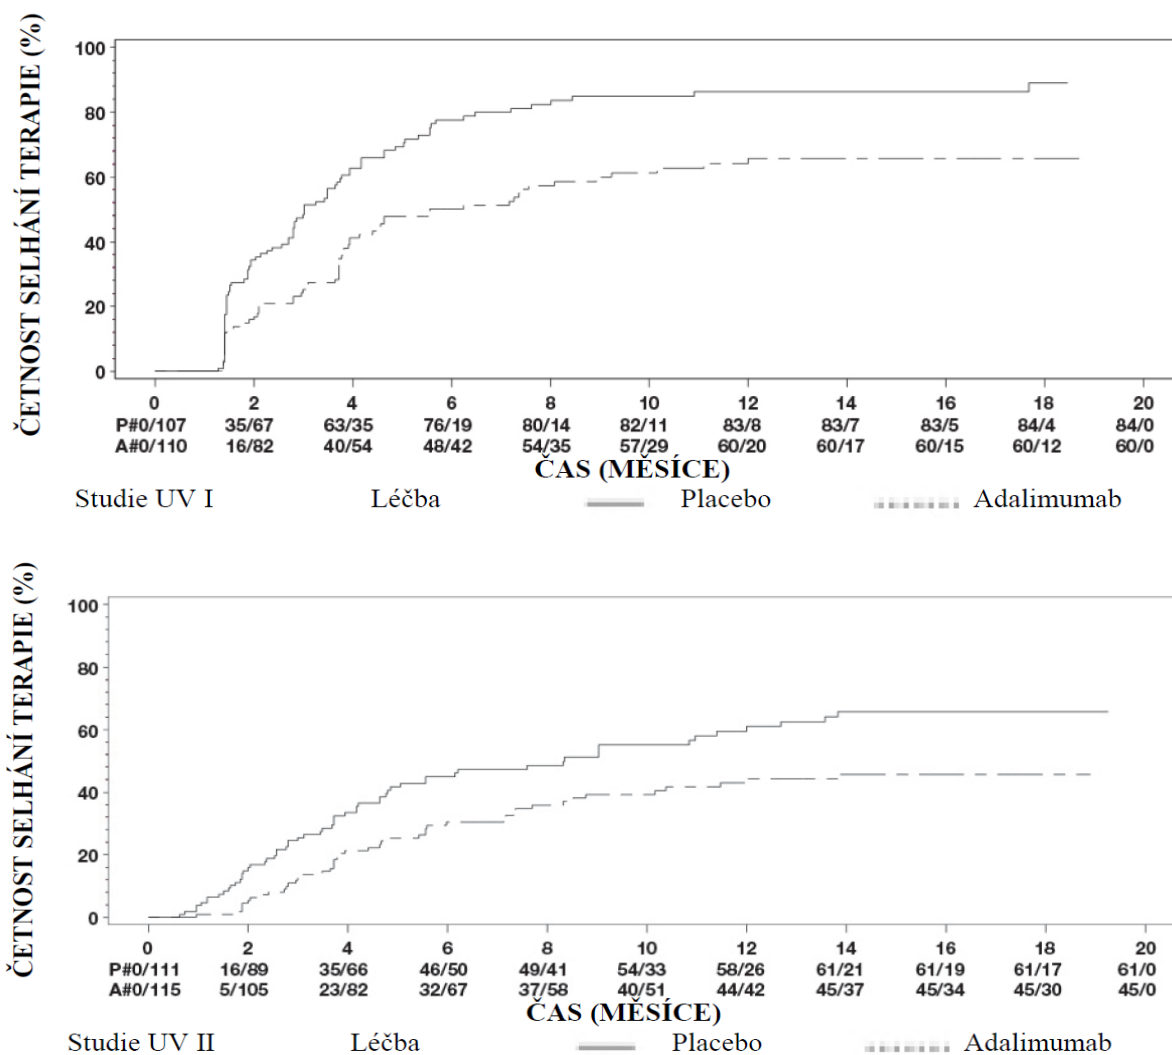 ČETNOST SELHÁNÍ TERAPIE (%)
100
80
60
40
20
0
0 2 4 6 8 10 12 14 16 18 20
P#0/107 35/67 63/35 76/19 80/14 82/11 83/8 83/7 83/5 84/4 84/0
A#0/110 16/82 40/54 48/42 54/35 57/29 60/20 60/17 60/15 60/12 60/0
ČAS (MĚSÍCE)
Studie UV I Léčba Placebo Adalimumab
ČETNOST SELHÁNÍ TERAPIE (%)
100
80
60
40
20
0
0 2 4 6 8 10 12 14 16 18 20
P#0/111 16/89 35/66 46/50 49/41 54/33 58/26 61/21 61/19 61/17 61/0
A#0/115 5/105 23/82 32/67 37/58 40/51 44/42 45/37 45/34 45/30 45/0
ČAS (MĚSÍCE)
Studie UV II Léčba Placebo Adalimumab